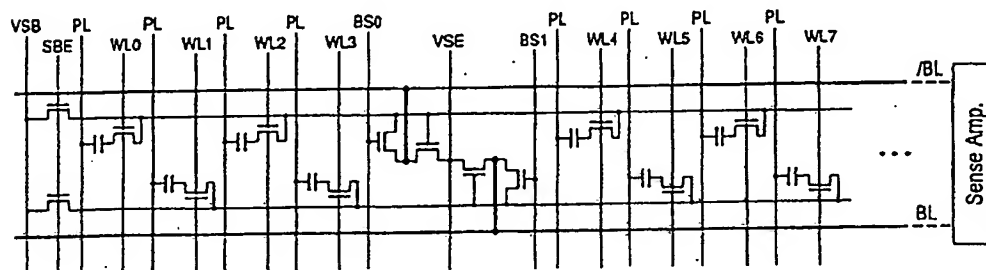 PL PL PL PL BS0 PL PL PL PL
VSB SBE WL0 WL1 WL2 WL3 VSE BS1 WL4 WL5 WL6 WL7
/BL
BL
Sense Amp.